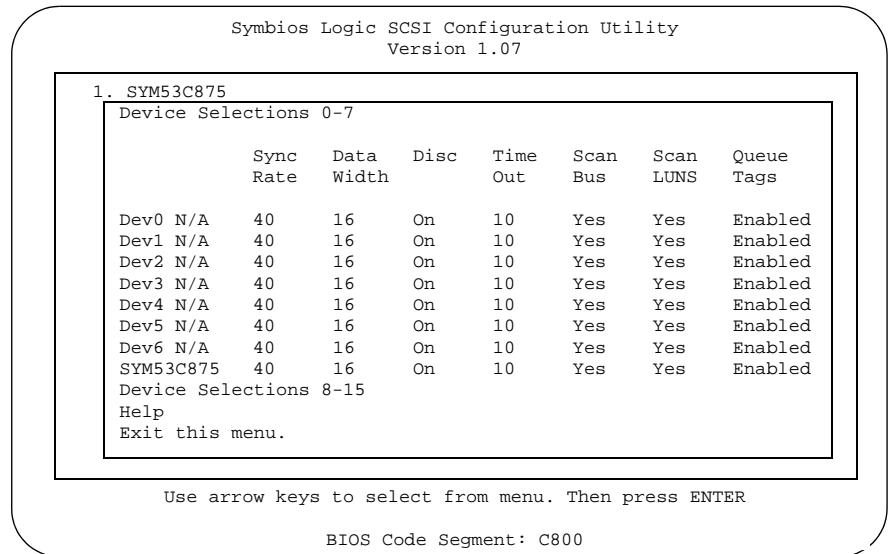 Symbios Logic SCSI Configuration Utility
Version 1.07
1. SYM53C875
Device Selections 0-7
Sync Data Disc Time Scan Scan Queue
Rate Width Out Bus LUNS Tags
Dev0 N/A 40 16 On 10 Yes Yes Enabled
Dev1 N/A 40 16 On 10 Yes Yes Enabled
Dev2 N/A 40 16 On 10 Yes Yes Enabled
Dev3 N/A 40 16 On 10 Yes Yes Enabled
Dev4 N/A 40 16 On 10 Yes Yes Enabled
Dev5 N/A 40 16 On 10 Yes Yes Enabled
Dev6 N/A 40 16 On 10 Yes Yes Enabled
SYM53C875 40 16 On 10 Yes Yes Enabled
Device Selections 8-15
Help
Exit this menu.
Use arrow keys to select from menu. Then press ENTER
BIOS Code Segment: C800